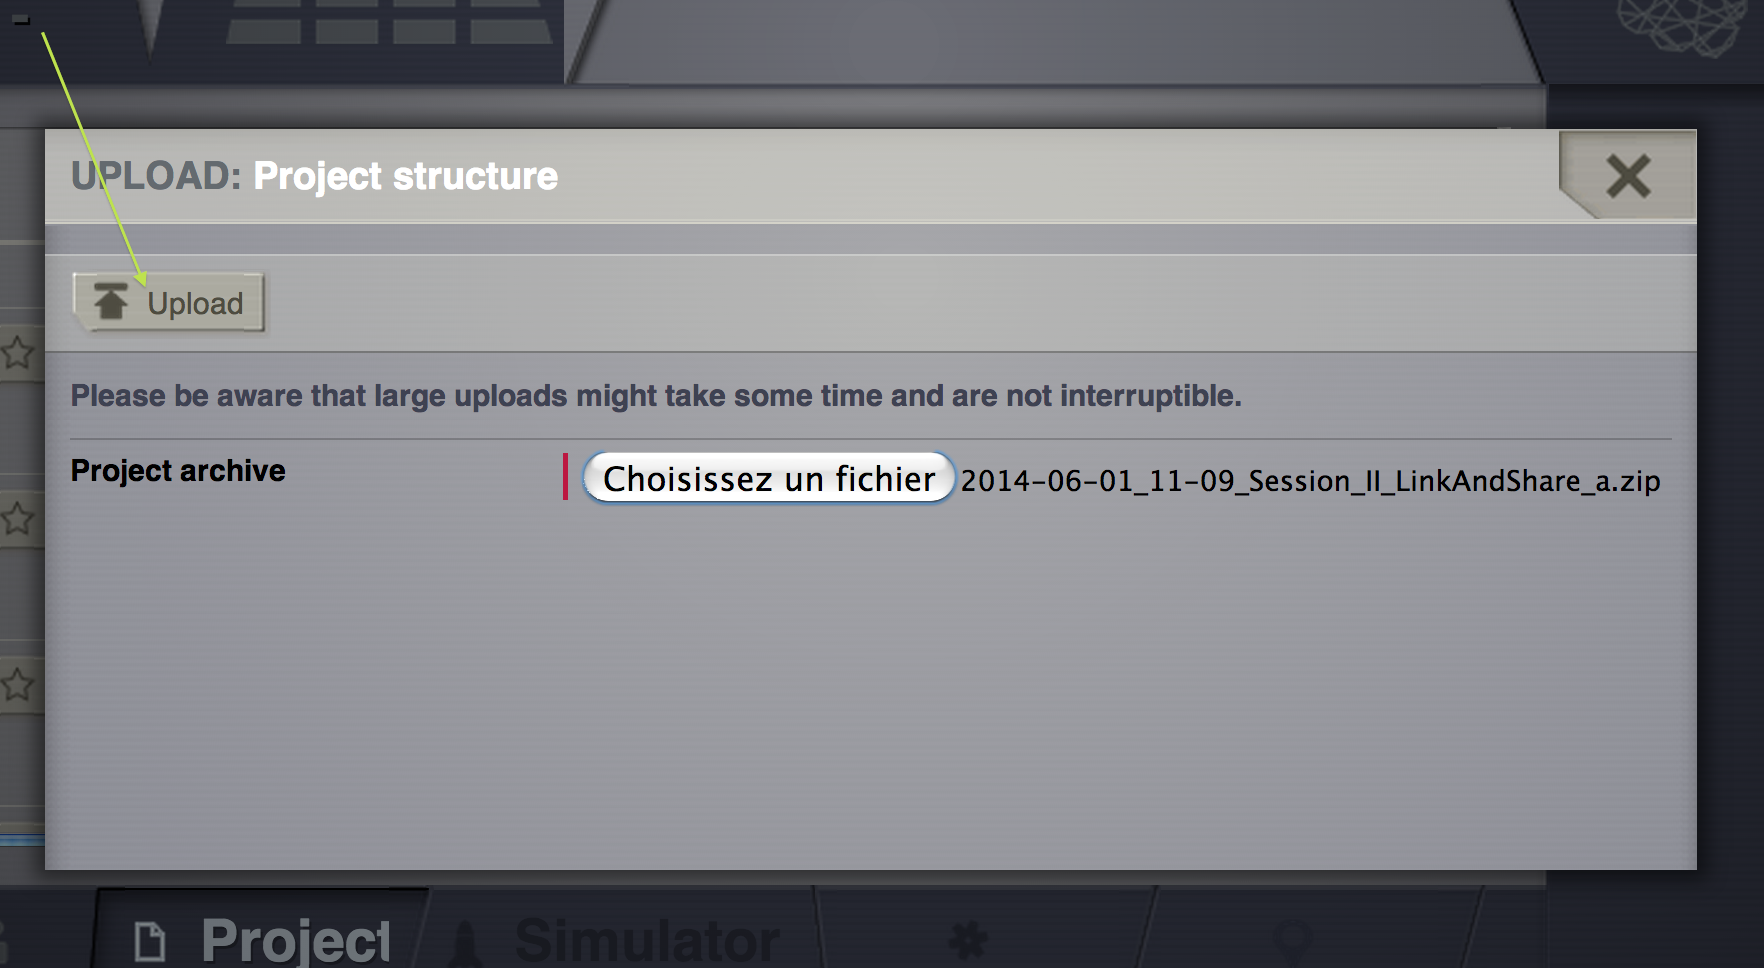 UPLOAD: Project structure
Upload
Please be aware that large uploads might take some time and are not interruptible.
Project archive
Choisissez un fichier 2014-06-01_11-09_Session_II_LinkAndShare_a.zip
Project Simulator